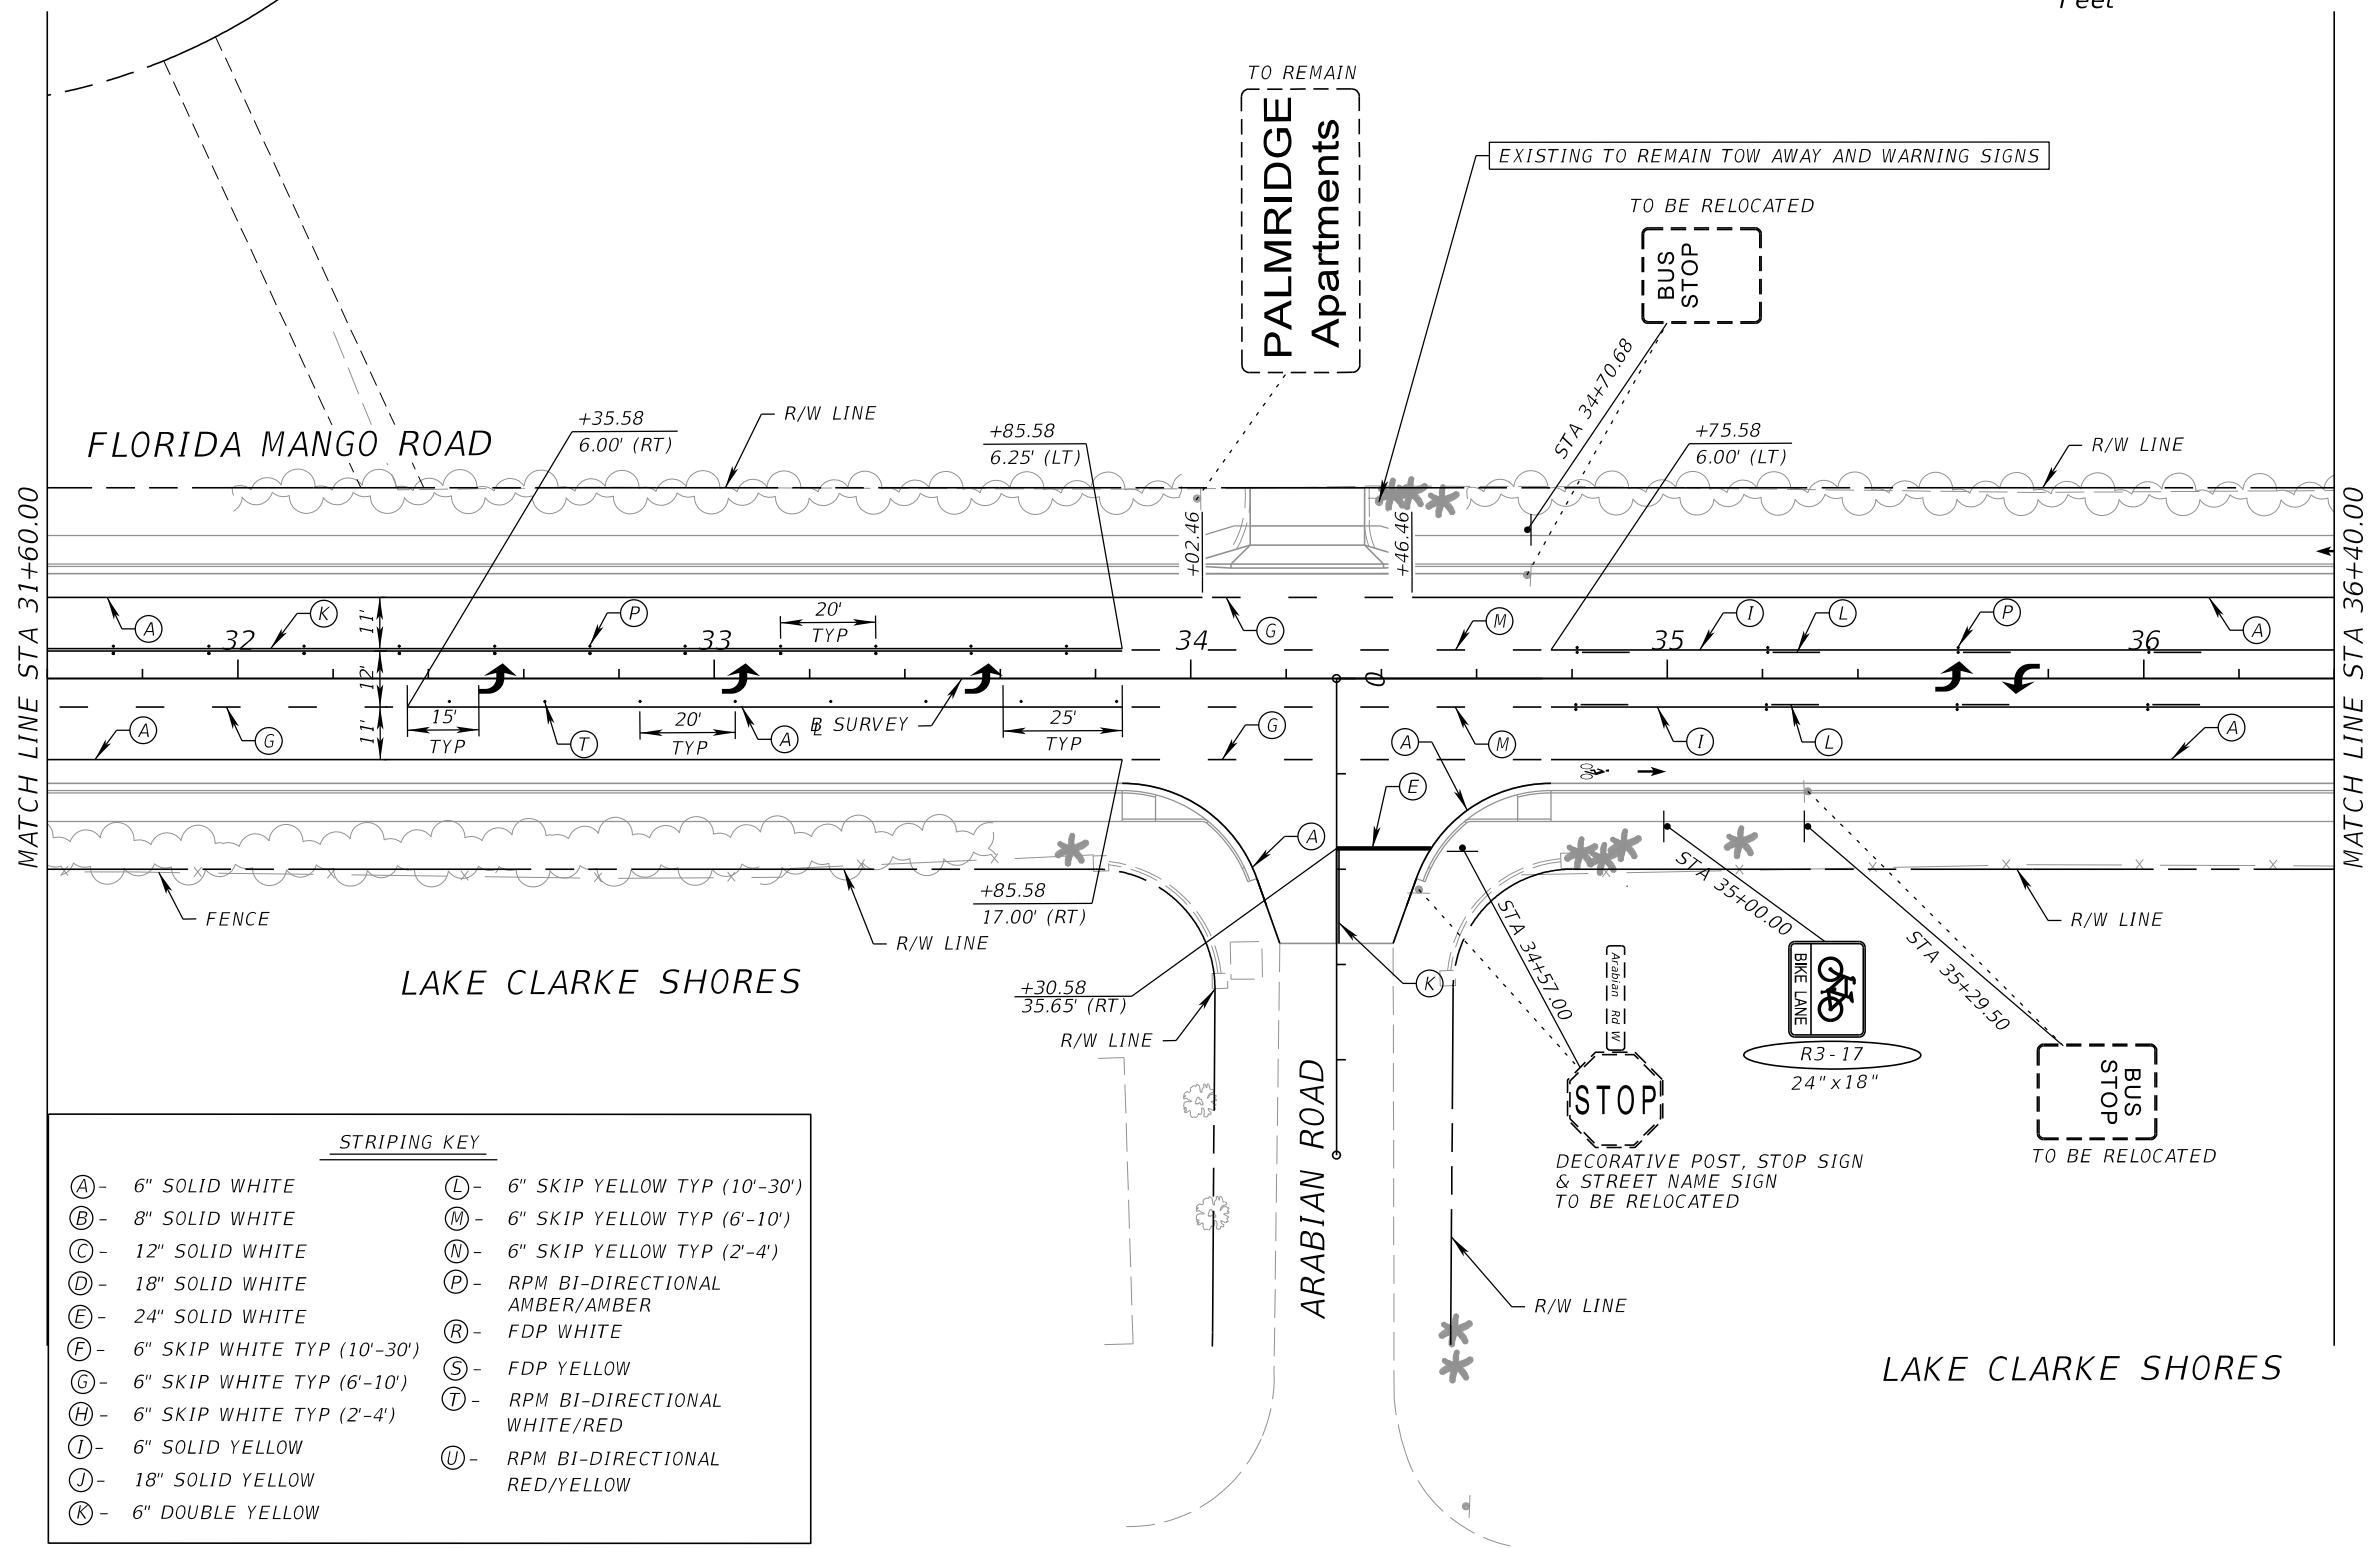 Feet
TO REMAIN
PALMRIDGE
Apartments
EXISTING TO REMAIN TOW AWAY AND WARNING SIGNS
TO BE RELOCATED
BUS
STOP
STA 34+70.68
FLORIDA MANGO ROAD
+35.58
6.00' (RT)
R/W LINE
+85.58
6.25' (LT)
+75.58
6.00' (LT)
R/W LINE
MATCH LINE STA 31+60.00
MATCH LINE STA 36+40.00
+02.46
+46.46
A
K
11'
P
20'
TYP
G
M
I
L
P
A
32
33
34
35
36
12'
0
A
G
11'
15'
TYP
T
20'
TYP
A
BL SURVEY
25'
TYP
G
A
M
I
L
A
E
A
FENCE
R/W LINE
+85.58
17.00' (RT)
STA 34+57.00
STA 35+00.00
STA 35+29.50
R/W LINE
LAKE CLARKE SHORES
+30.58
35.65' (RT)
R/W LINE
K
Arabian Rd W
STOP
DECORATIVE POST, STOP SIGN
& STREET NAME SIGN
TO BE RELOCATED
BIKE LANE
R3-17
24"x18"
BUS
STOP
TO BE RELOCATED
ARABIAN ROAD
R/W LINE
LAKE CLARKE SHORES
STRIPING KEY
A- 6" SOLID WHITE
B- 8" SOLID WHITE
C- 12" SOLID WHITE
D- 18" SOLID WHITE
E- 24" SOLID WHITE
F- 6" SKIP WHITE TYP (10'-30')
G- 6" SKIP WHITE TYP (6'-10')
H- 6" SKIP WHITE TYP (2'-4')
I- 6" SOLID YELLOW
J- 18" SOLID YELLOW
K- 6" DOUBLE YELLOW
L- 6" SKIP YELLOW TYP (10'-30')
M- 6" SKIP YELLOW TYP (6'-10')
N- 6" SKIP YELLOW TYP (2'-4')
P- RPM BI-DIRECTIONAL
AMBER/AMBER
R- FDP WHITE
S- FDP YELLOW
T- RPM BI-DIRECTIONAL
WHITE/RED
U- RPM BI-DIRECTIONAL
RED/YELLOW